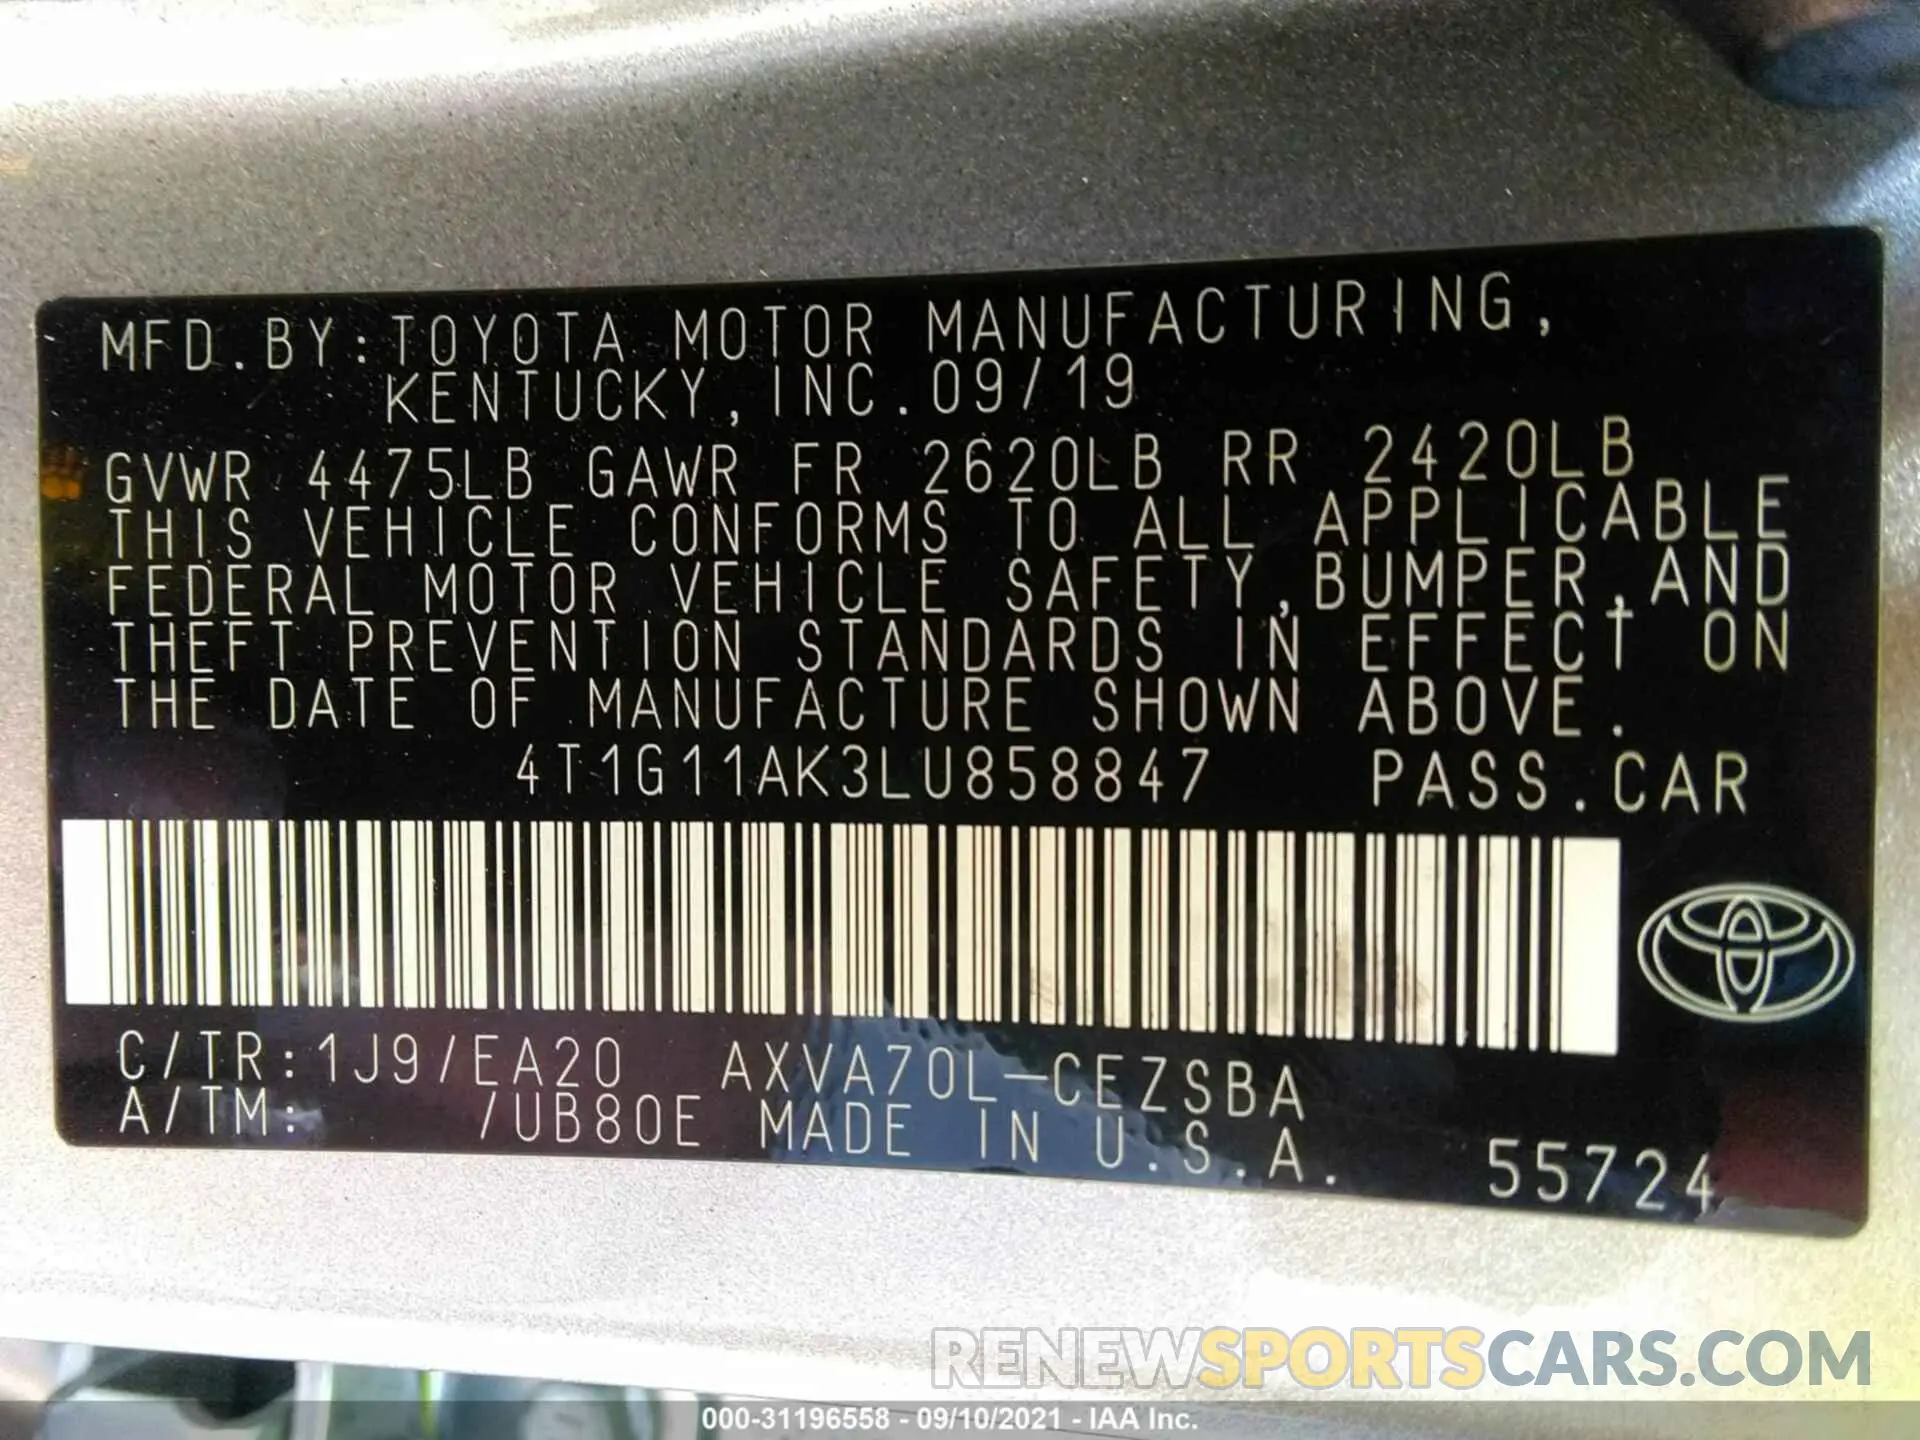 MFD.BY:TOYOTA MOTOR MANUFACTURING,
KENTUCKY,INC.09/19
GVWR 4475LB GAWR FR 2620LB RR 2420LB
THIS VEHICLE CONFORMS TO ALL APPLICABLE
FEDERAL MOTOR VEHICLE SAFETY,BUMPER,AND
THEFT PREVENTION STANDARDS IN EFFECT ON
THE DATE OF MANUFACTURE SHOWN ABOVE.
4T1G11AK3LU858847 PASS.CAR
C/TR:1J9/EA20 AXVA70L-CEZSBA
A/TM: /UB80E MADE IN U.S.A. 55724
RENEWSPORTSCARS.COM
000-31196558 - 09/10/2021 - IAA Inc.